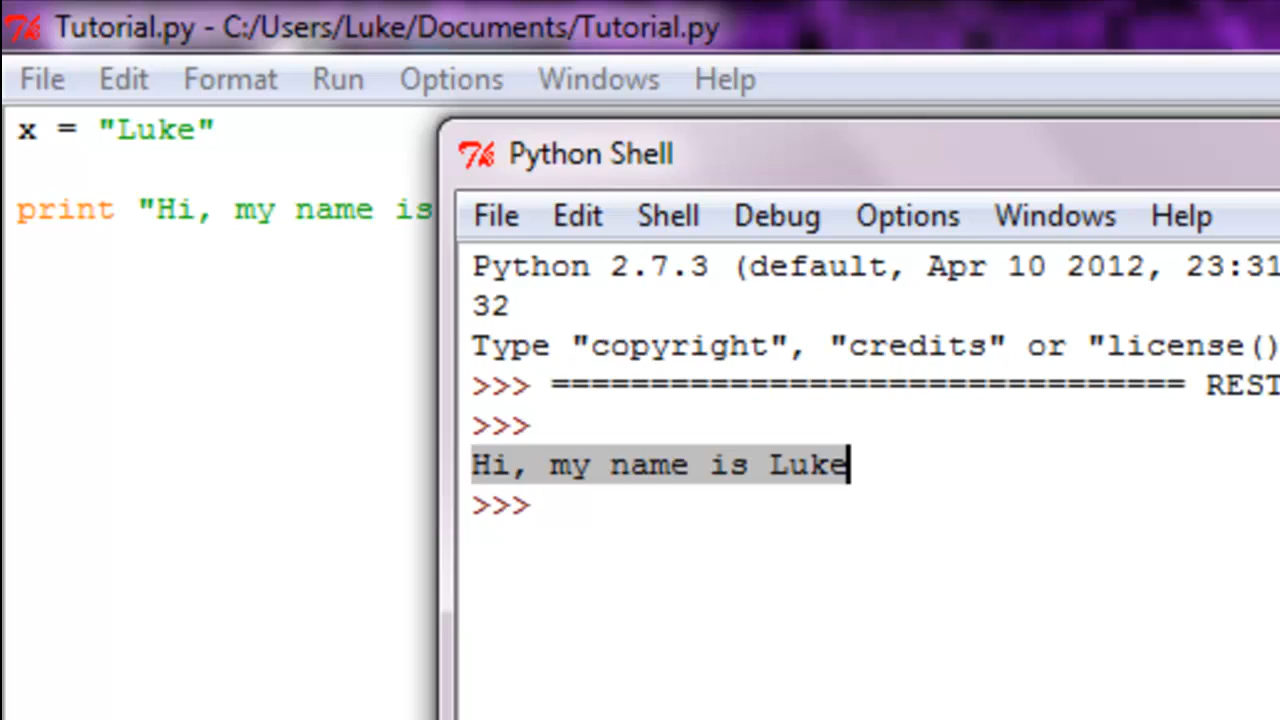 Tutorial.py - C:/Users/Luke/Documents/Tutorial.py
File Edit Format Run Options Windows Help
x = "Luke"
print "Hi, my name is
Python Shell
File Edit Shell Debug Options Windows Help
Python 2.7.3 (default, Apr 10 2012, 23:31
32
Type "copyright", "credits" or "license()
>>> ================================ REST
>>>
Hi, my name is Luke
>>>